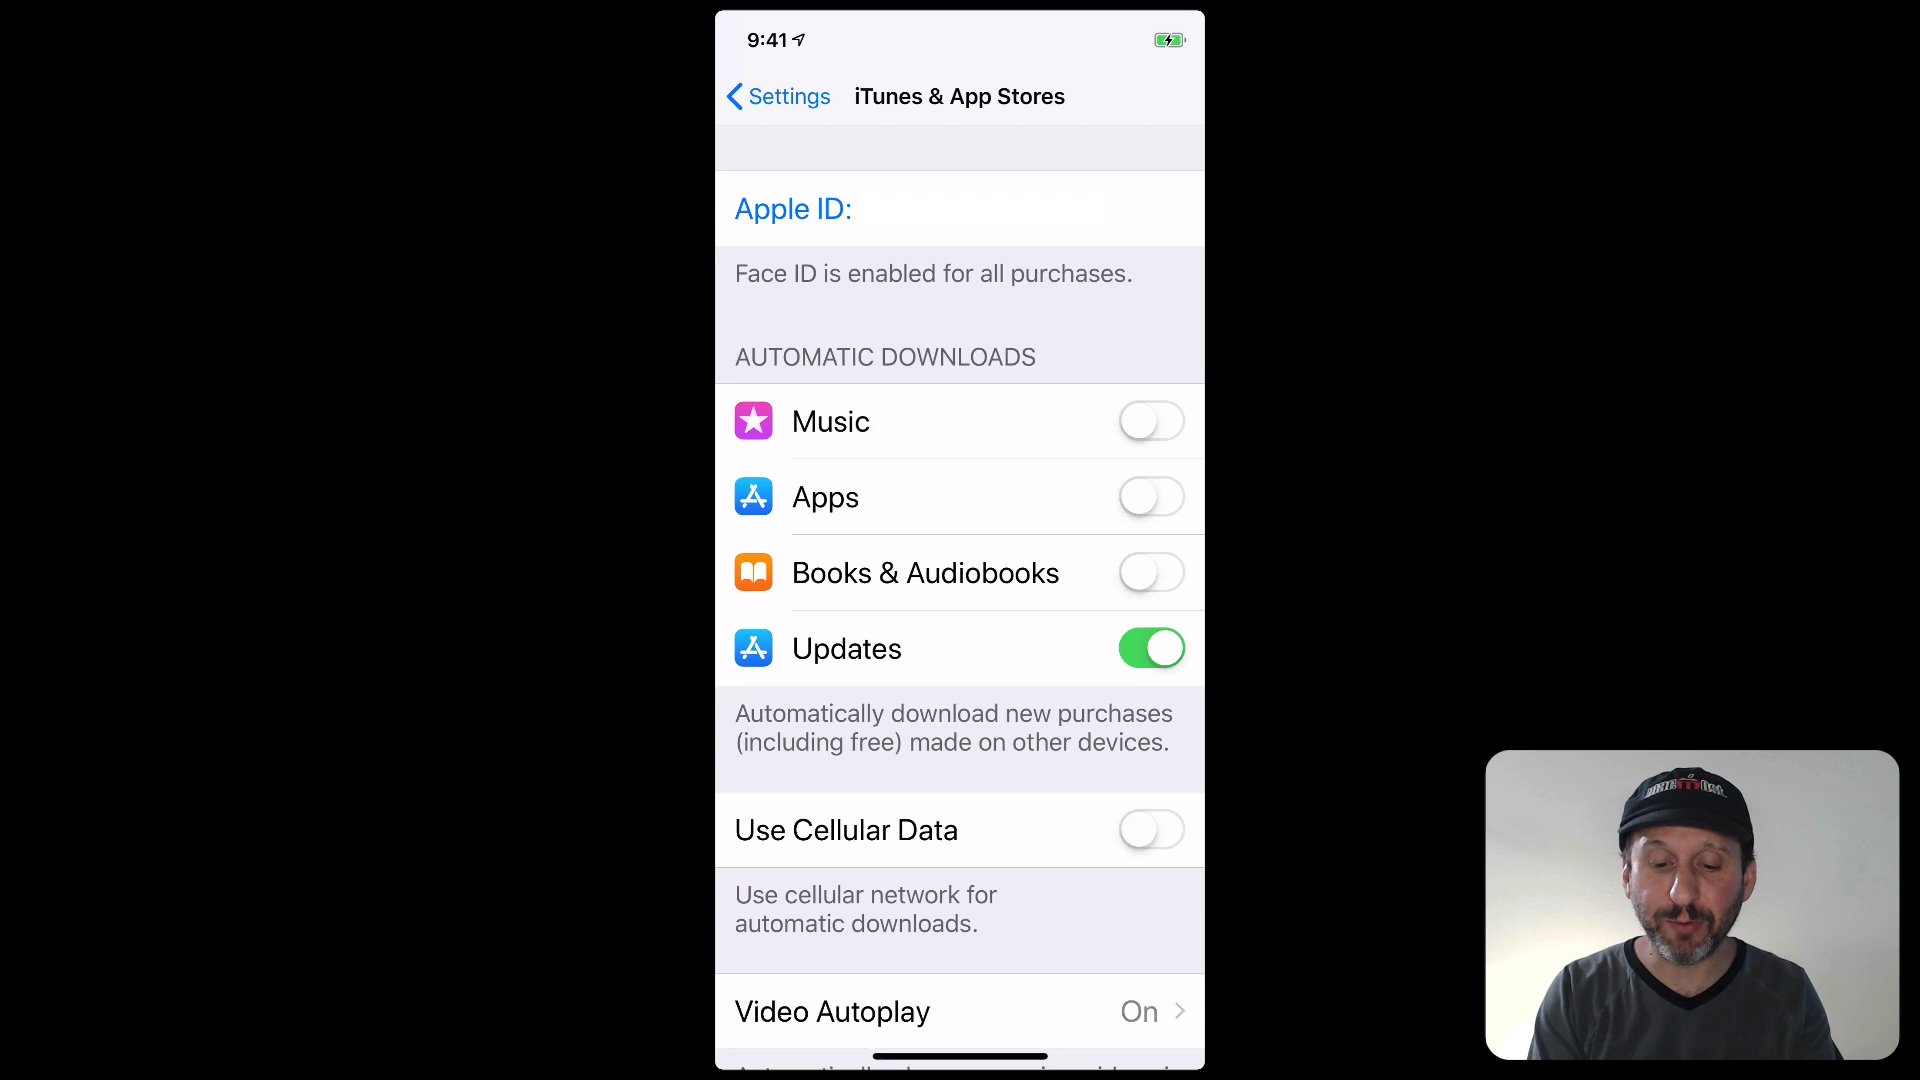 9:41
Settings
iTunes & App Stores
Apple ID:
Face ID is enabled for all purchases.
AUTOMATIC DOWNLOADS
Music
Apps
Books & Audiobooks
Updates
Automatically download new purchases
(including free) made on other devices.
Use Cellular Data
Use cellular network for
automatic downloads.
Video Autoplay
On